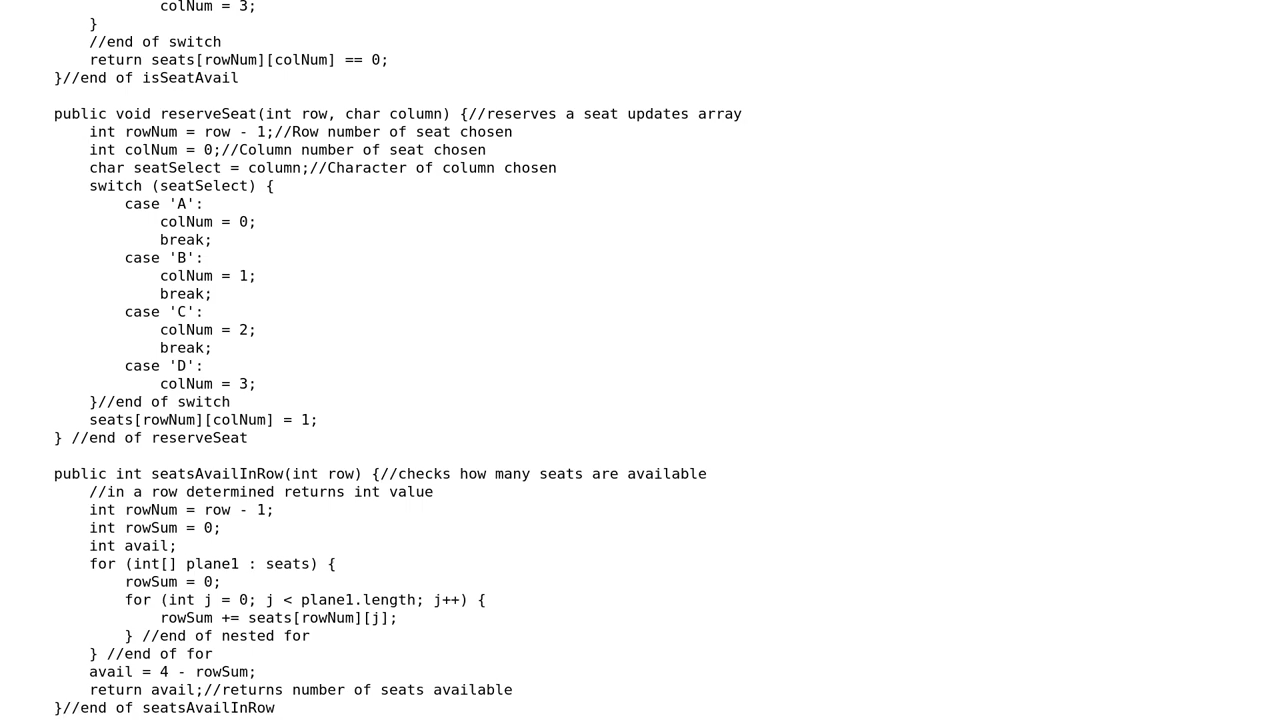 colNum = 3;
}
//end of switch
return seats[rowNum][colNum] == 0;
}//end of isSeatAvail
public void reserveSeat(int row, char column) {//reserves a seat updates array
int rowNum = row - 1;//Row number of seat chosen
int colNum = 0;//Column number of seat chosen
char seatSelect = column;//Character of column chosen
switch (seatSelect) {
case 'A':
colNum = 0;
break;
case 'B':
colNum = 1;
break;
case 'C':
colNum = 2;
break;
case 'D':
colNum = 3;
}//end of switch
seats[rowNum][colNum] = 1;
} //end of reserveSeat
public int seatsAvailInRow(int row) {//checks how many seats are available
//in a row determined returns int value
int rowNum = row - 1;
int rowSum = 0;
int avail;
for (int[] plane1 : seats) {
rowSum = 0;
for (int j = 0; j < plane1.length; j++) {
rowSum += seats[rowNum][j];
} //end of nested for
} //end of for
avail = 4 - rowSum;
return avail;//returns number of seats available
}//end of seatsAvailInRow